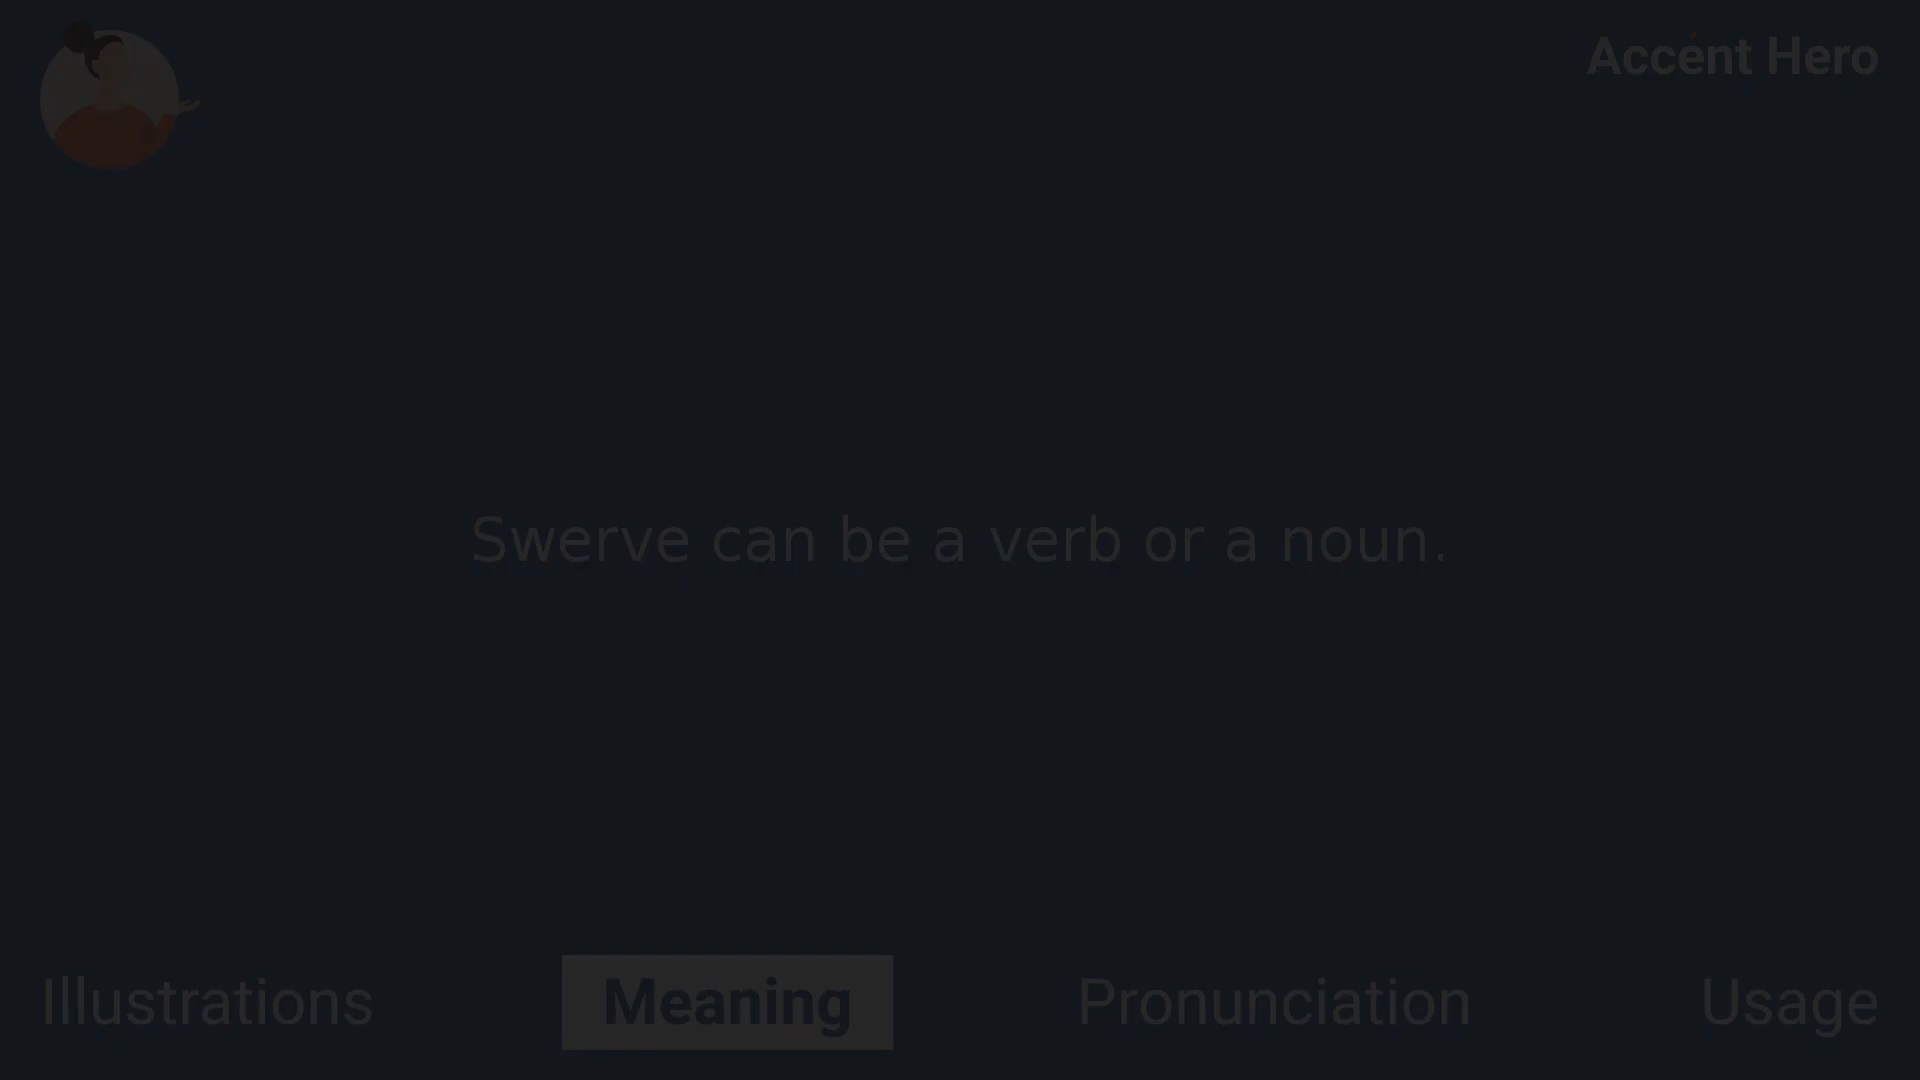 Accent Hero
Swerve can be a verb or a noun.
Illustrations
Meaning
Pronunciation
Usage